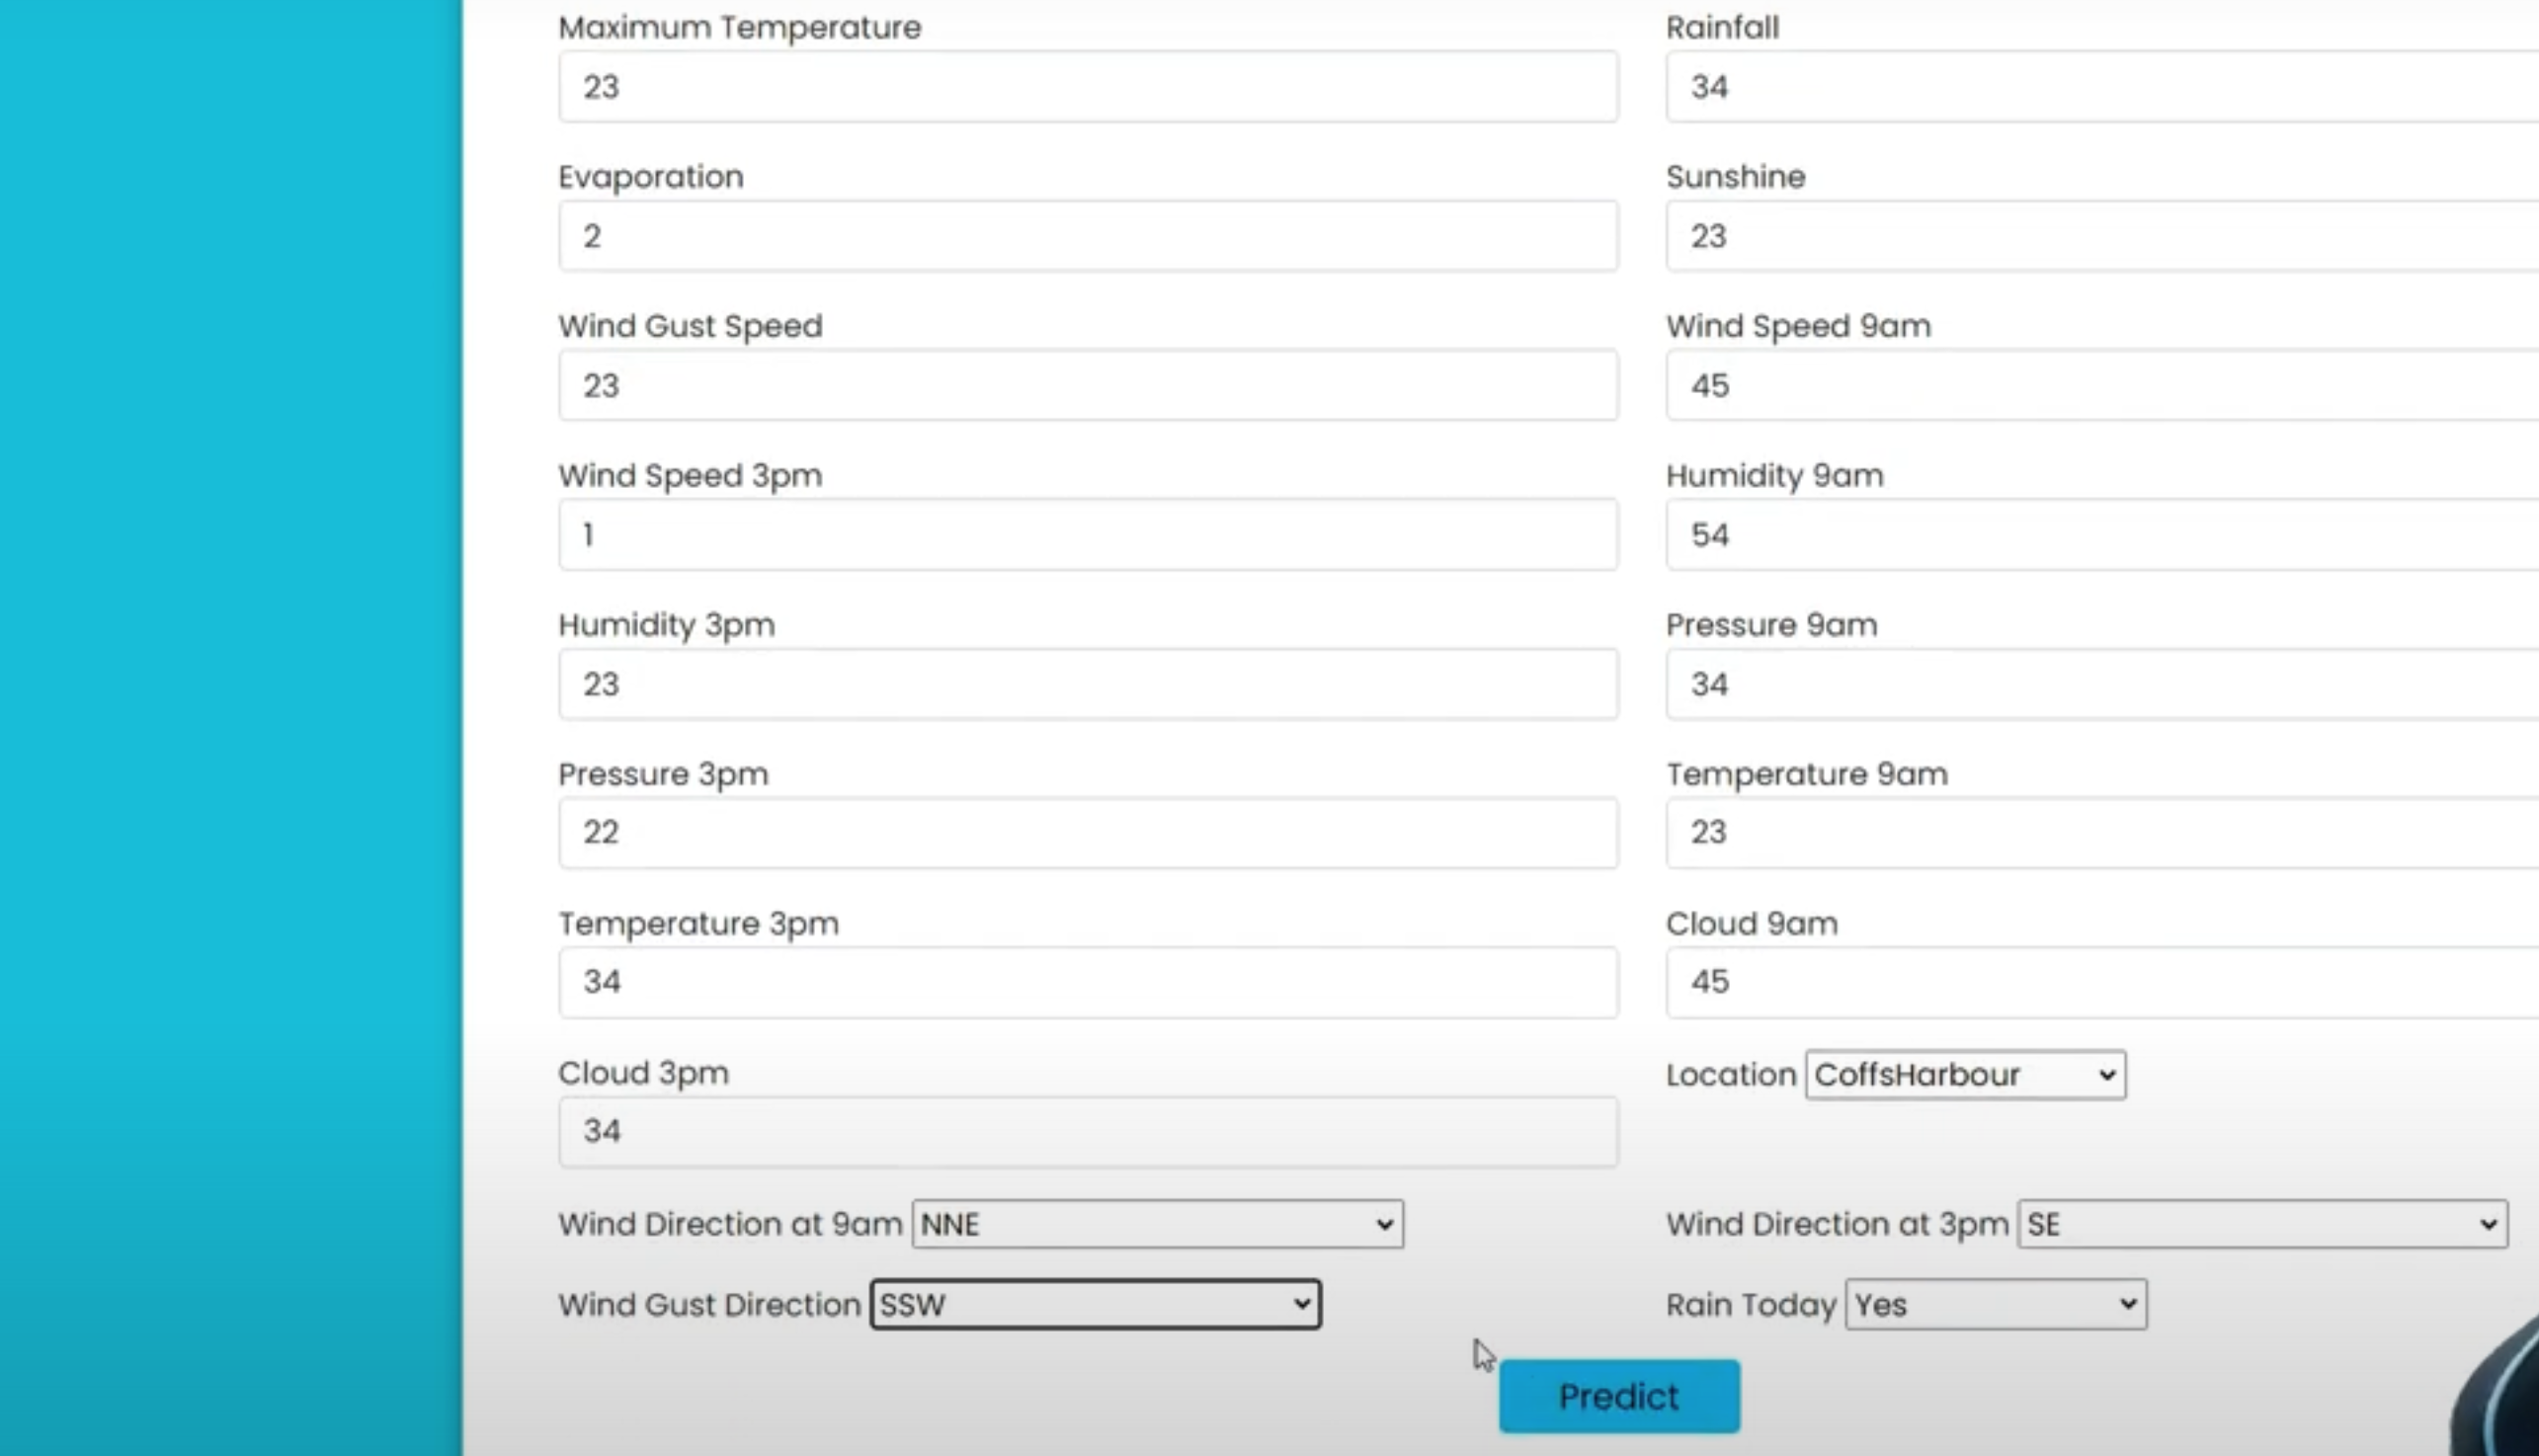 Maximum Temperature Rainfall
23 34
Evaporation Sunshine
2 23
Wind Gust Speed Wind Speed 9am
23 45
Wind Speed 3pm Humidity 9am
1 54
Humidity 3pm Pressure 9am
23 34
Pressure 3pm Temperature 9am
22 23
Temperature 3pm Cloud 9am
34 45
Cloud 3pm Location CoffsHarbour
34
Wind Direction at 9am NNE Wind Direction at 3pm SE
Wind Gust Direction SSW Rain Today Yes
Predict